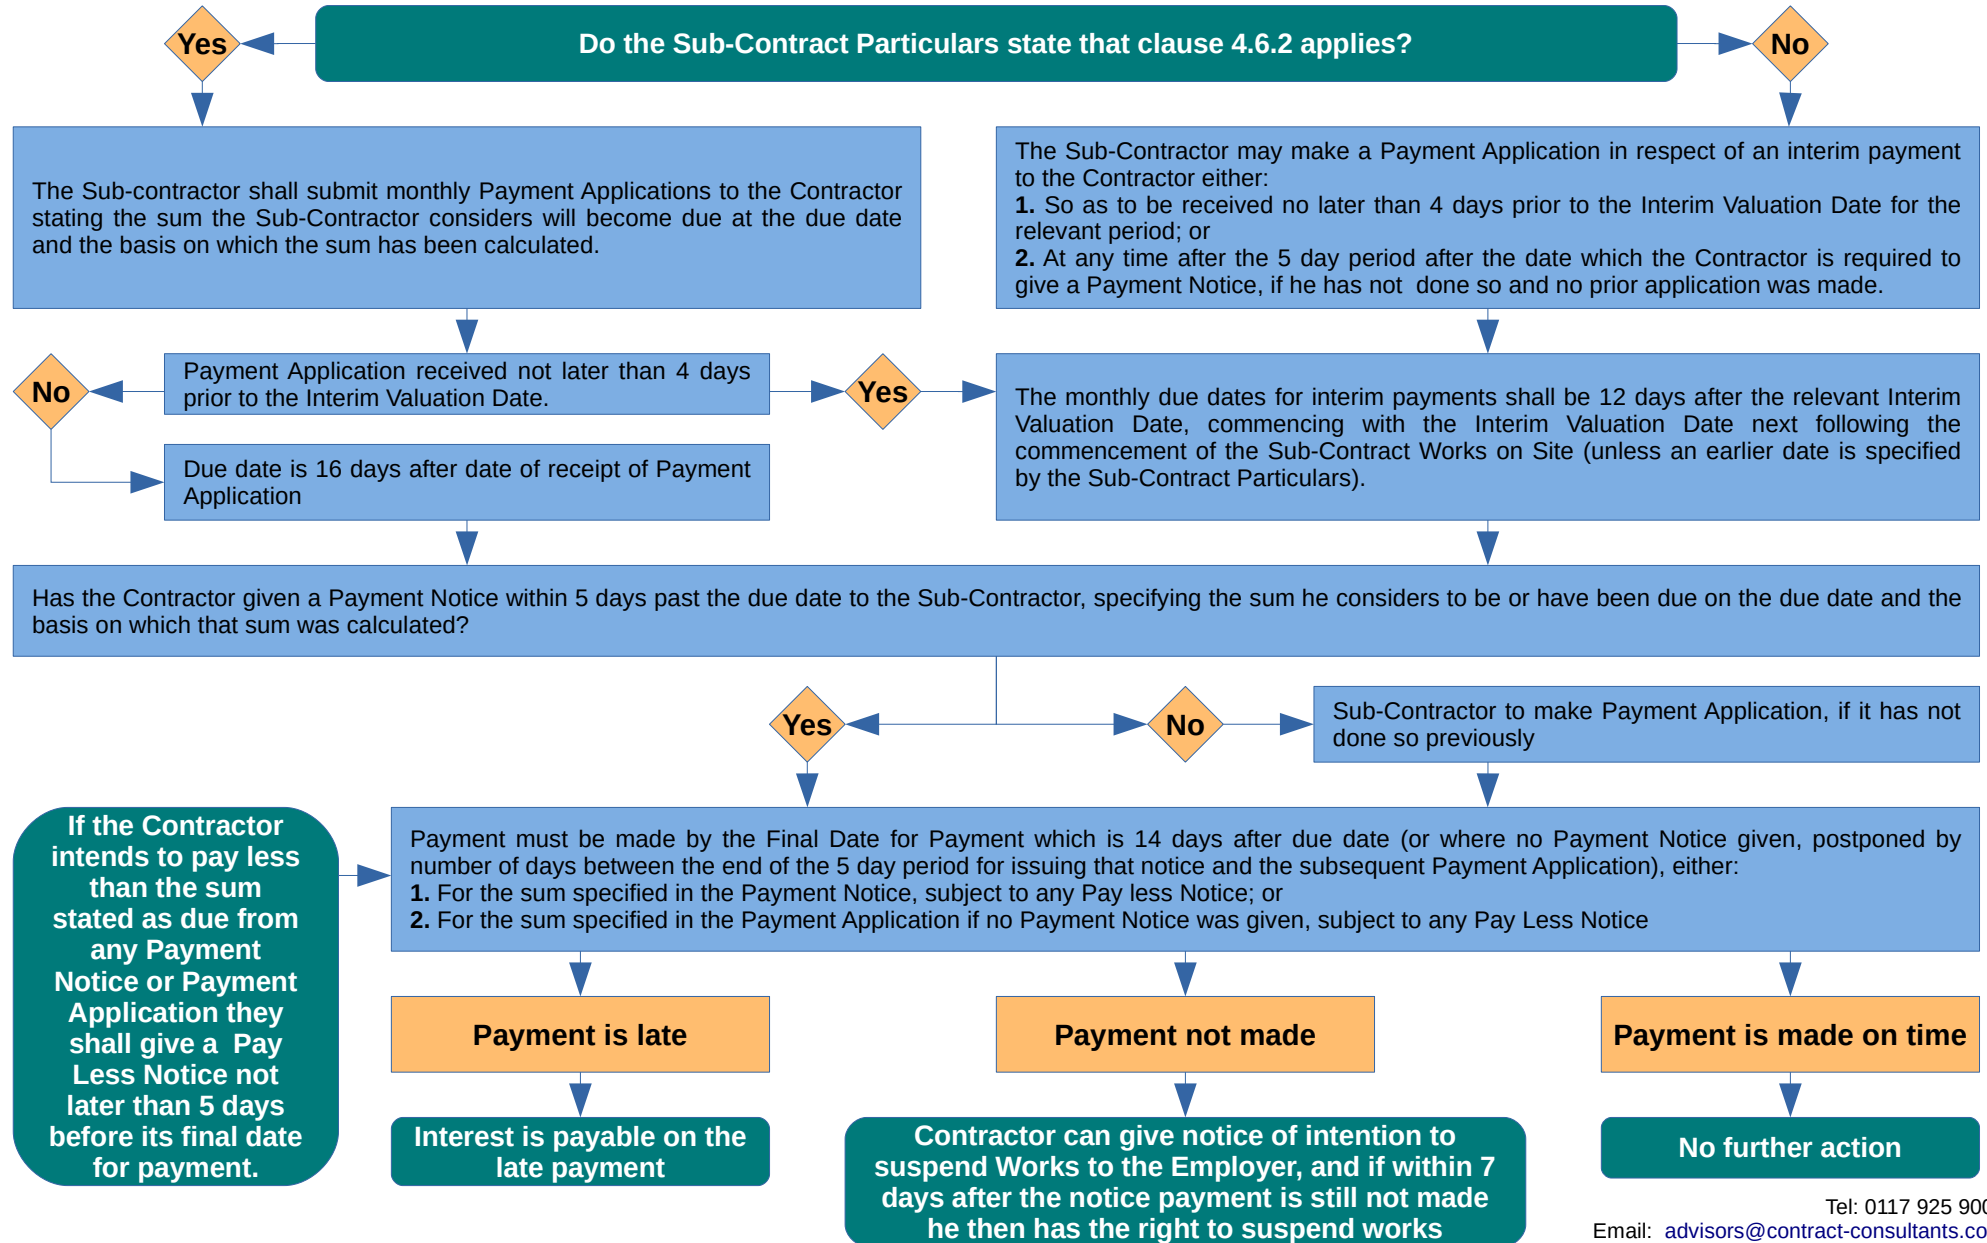 Yes
Do the Sub-Contract Particulars state that clause 4.6.2 applies?
No
The Sub-contractor shall submit monthly Payment Applications to the Contractor
stating the sum the Sub-Contractor considers will become due at the due date
and the basis on which the sum has been calculated.
The Sub-Contractor may make a Payment Application in respect of an interim payment
to the Contractor either:
1. So as to be received no later than 4 days prior to the Interim Valuation Date for the
relevant period; or
2. At any time after the 5 day period after the date which the Contractor is required to
give a Payment Notice, if he has not  done so and no prior application was made.
No
Payment Application received not later than 4 days
prior to the Interim Valuation Date.
Yes
Due date is 16 days after date of receipt of Payment
Application
The monthly due dates for interim payments shall be 12 days after the relevant Interim
Valuation Date, commencing with the Interim Valuation Date next following the
commencement of the Sub-Contract Works on Site (unless an earlier date is specified
by the Sub-Contract Particulars).
Has the Contractor given a Payment Notice within 5 days past the due date to the Sub-Contractor, specifying the sum he considers to be or have been due on the due date and the
basis on which that sum was calculated?
Yes
No
Sub-Contractor to make Payment Application, if it has not
done so previously
If the Contractor
intends to pay less
than the sum
stated as due from
any Payment
Notice or Payment
Application they
shall give a  Pay
Less Notice not
later than 5 days
before its final date
for payment.
Payment must be made by the Final Date for Payment which is 14 days after due date (or where no Payment Notice given, postponed by
number of days between the end of the 5 day period for issuing that notice and the subsequent Payment Application), either:
1. For the sum specified in the Payment Notice, subject to any Pay less Notice; or
2. For the sum specified in the Payment Application if no Payment Notice was given, subject to any Pay Less Notice
Payment is late
Payment not made
Payment is made on time
Interest is payable on the
late payment
Contractor can give notice of intention to
suspend Works to the Employer, and if within 7
days after the notice payment is still not made
he then has the right to suspend works
No further action
Tel: 0117 925 900
Email:  advisors@contract-consultants.co